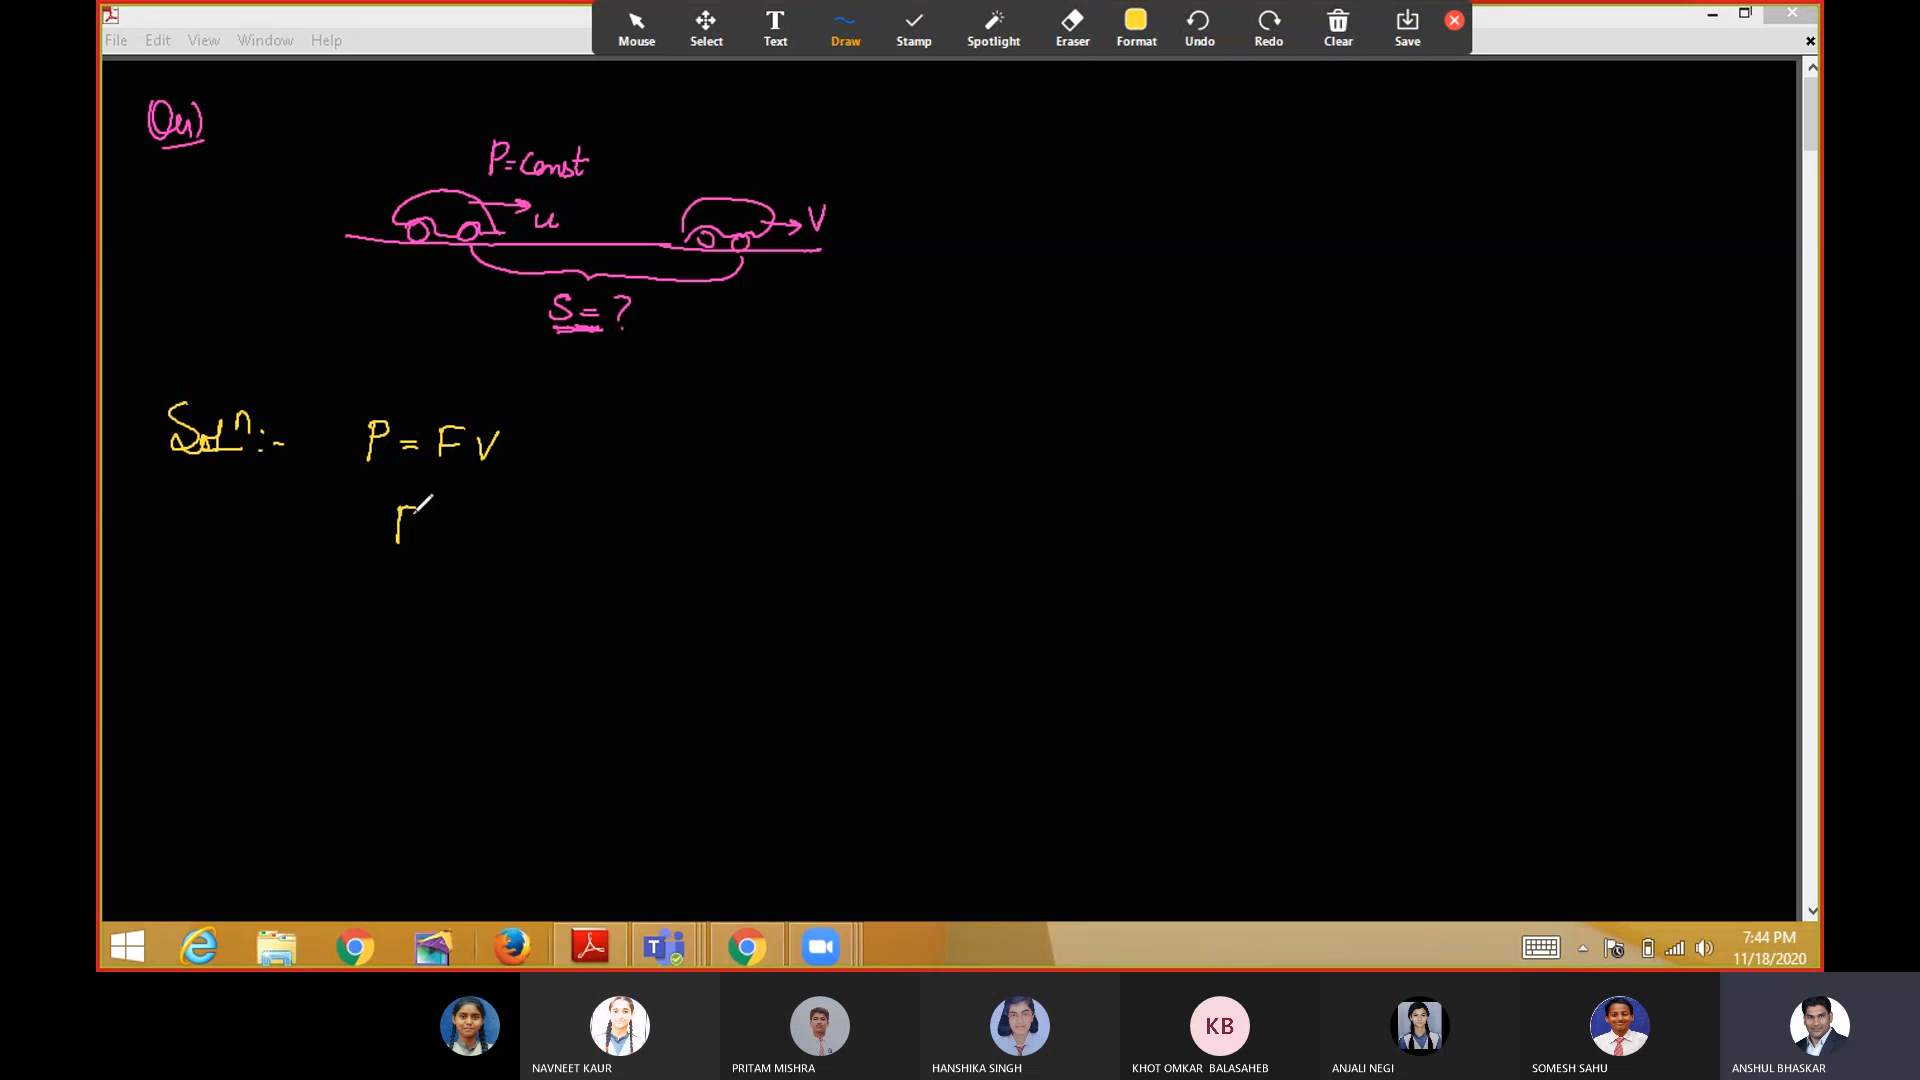 File Edit View Window Help
Mouse Select Text Draw Stamp Spotlight Eraser Format Undo Redo Clear Save
P=Const
u
V
S = ?
Solⁿ:- P = F V
7:44 PM
11/18/2020
KB
NAVNEET KAUR PRITAM MISHRA HANSHIKA SINGH KHOT OMKAR BALASAHEB ANJALI NEGI SOMESH SAHU ANSHUL BHASKAR